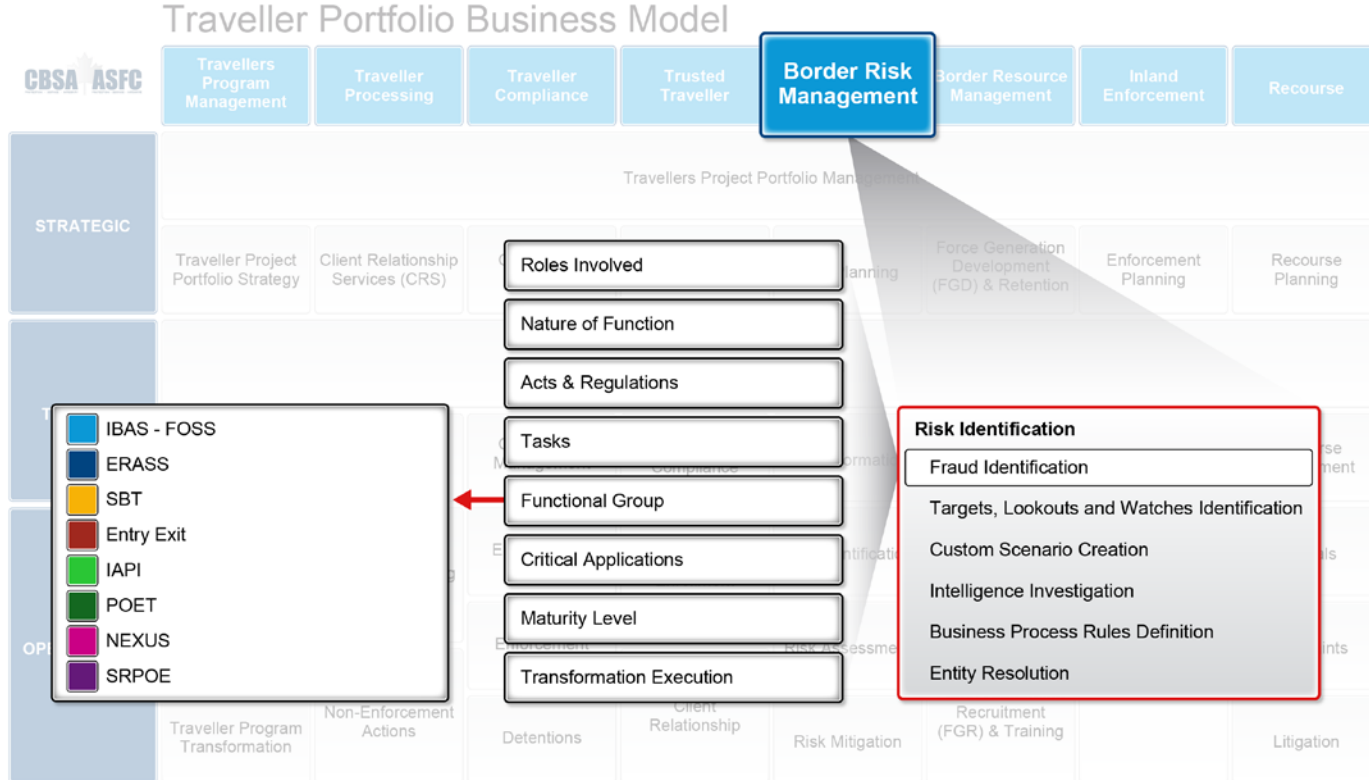 Traveller Portfolio Business Model
CBSA ASFC
Travellers
Program
Management
Traveller
Processing
Traveller
Compliance
Trusted
Traveller
Border Risk
Management
Border Resource
Management
Inland
Enforcement
Recourse
STRATEGIC
Travellers Project Portfolio Management
Traveller Project
Portfolio Strategy
Client Relationship
Services (CRS)
Force Generation
Development
(FGD) & Retention
Enforcement
Planning
Recourse
Planning
Roles Involved
Nature of Function
Acts & Regulations
Tasks
Functional Group
Critical Applications
Maturity Level
Transformation Execution
IBAS - FOSS
ERASS
SBT
Entry Exit
IAPI
POET
NEXUS
SRPOE
Risk Identification
Fraud Identification
Targets, Lookouts and Watches Identification
Custom Scenario Creation
Intelligence Investigation
Business Process Rules Definition
Entity Resolution
Traveller Program
Transformation
Non-Enforcement
Actions
Detentions
Client
Relationship
Risk Mitigation
Recruitment
(FGR) & Training
Litigation